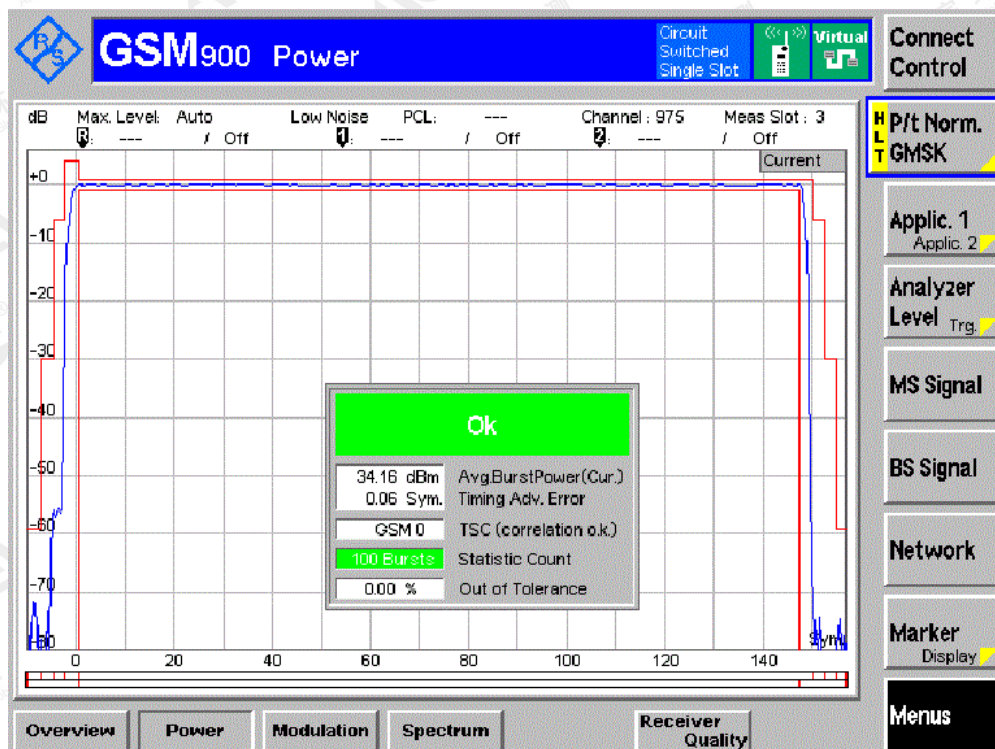 R/S
GSM900 Power
Circuit
Switched
Single Slot
Virtual
Connect
Control
dB Max. Level: Auto Low Noise PCL: --- Channel : 975 Meas Slot : 3
R: --- / Off 1: --- / Off 2: --- / Off
HLT
P/t Norm.
GMSK
Current
+0
-10
-20
-30
-40
-50
-60
-70
-80
Applic. 1
Applic. 2
Analyzer
Level Trg.
MS Signal
BS Signal
Network
Marker
Display
Menus
Ok
34.16 dBm Avg.BurstPower(Cur.)
0.06 Sym. Timing Adv. Error
GSM 0 TSC (correlation o.k.)
100 Bursts Statistic Count
0.00 % Out of Tolerance
Sym.
0 20 40 60 80 100 120 140
Overview Power Modulation Spectrum Receiver
Quality